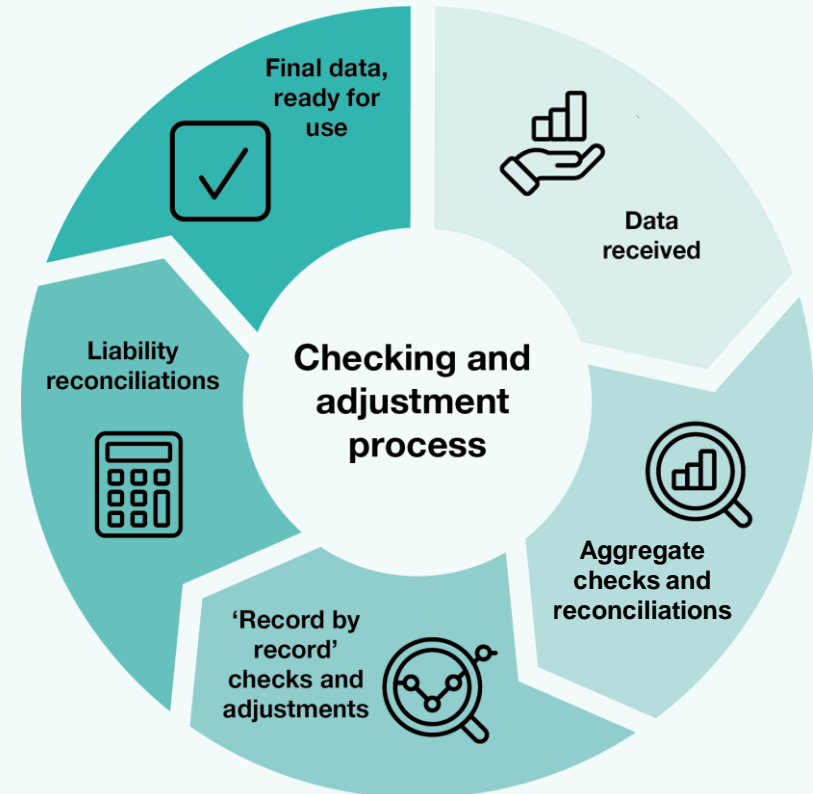 Checking and
adjustment
process
Data
received
Aggregate
checks and
reconciliations
‘Record by
record’
checks and
adjustments
Liability
reconciliations
Final data,
ready for
use